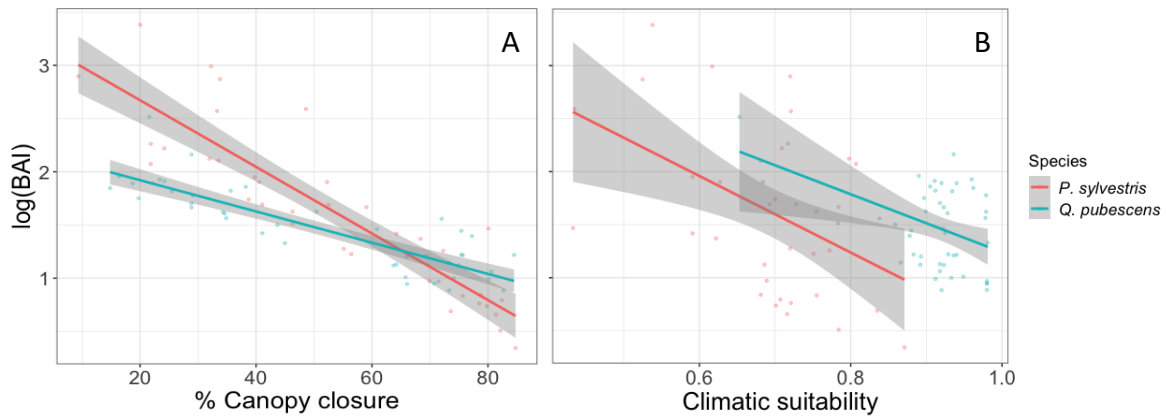 A
B
log(BAI)
3
2
1
20
40
60
80
0.6
0.8
1.0
% Canopy closure
Climatic suitability
Species
P. sylvestris
Q. pubescens